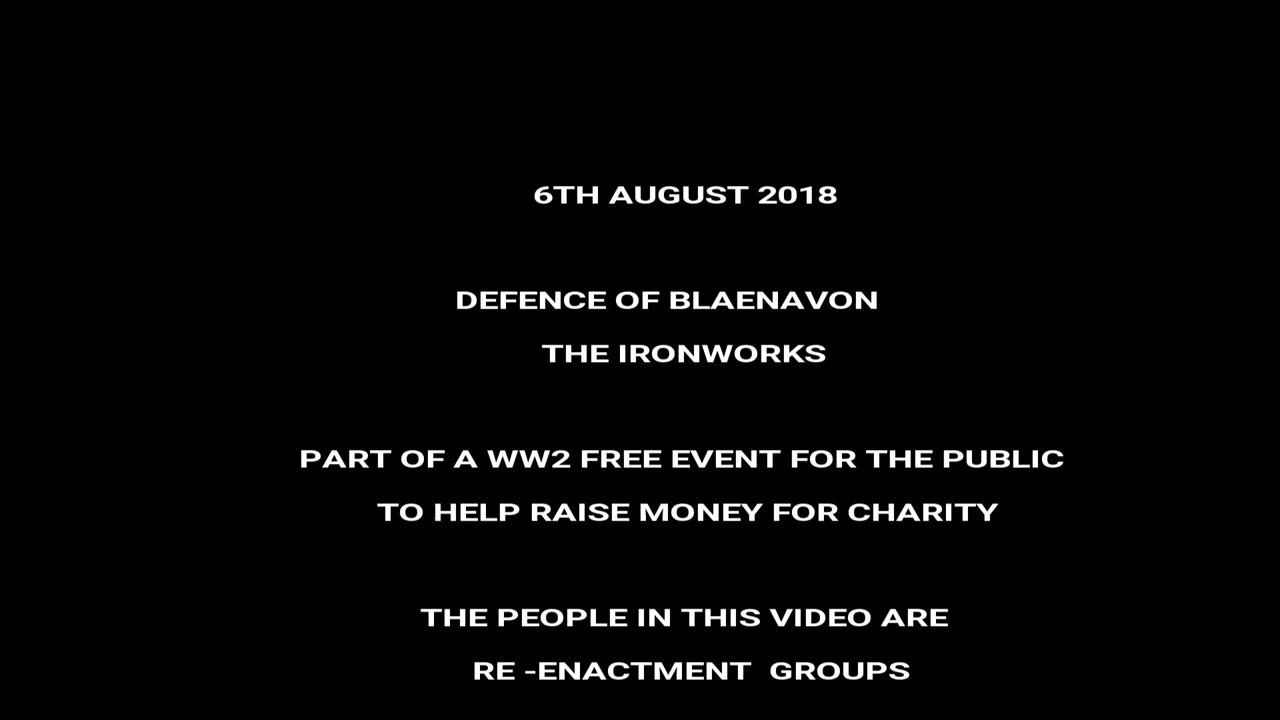 6TH AUGUST 2018
DEFENCE OF BLAENAVON
THE IRONWORKS
PART OF A WW2 FREE EVENT FOR THE PUBLIC
TO HELP RAISE MONEY FOR CHARITY
THE PEOPLE IN THIS VIDEO ARE
RE -ENACTMENT  GROUPS